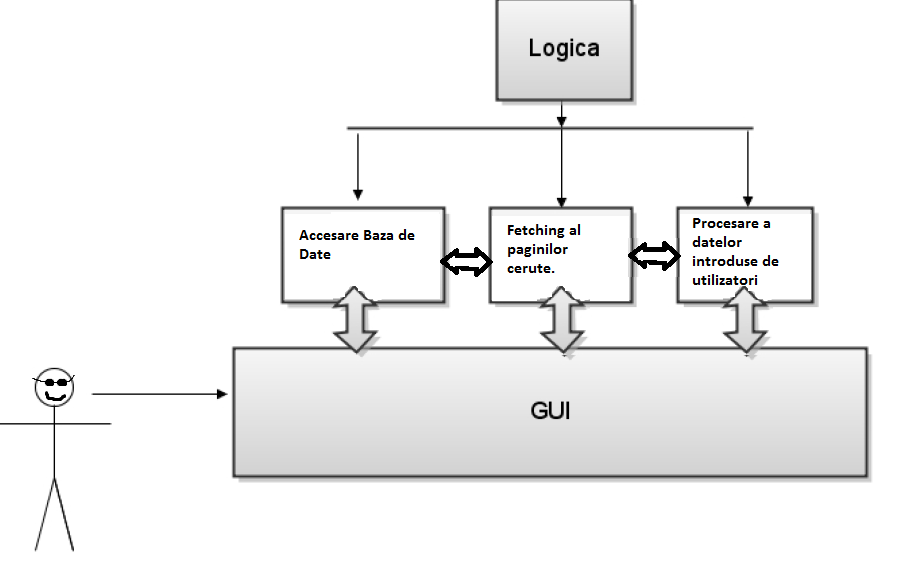 Logica
Accesare Baza de
Date
Fetching al
paginilor
cerute.
Procesare a
datelor
introduse de
utilizatori
GUI